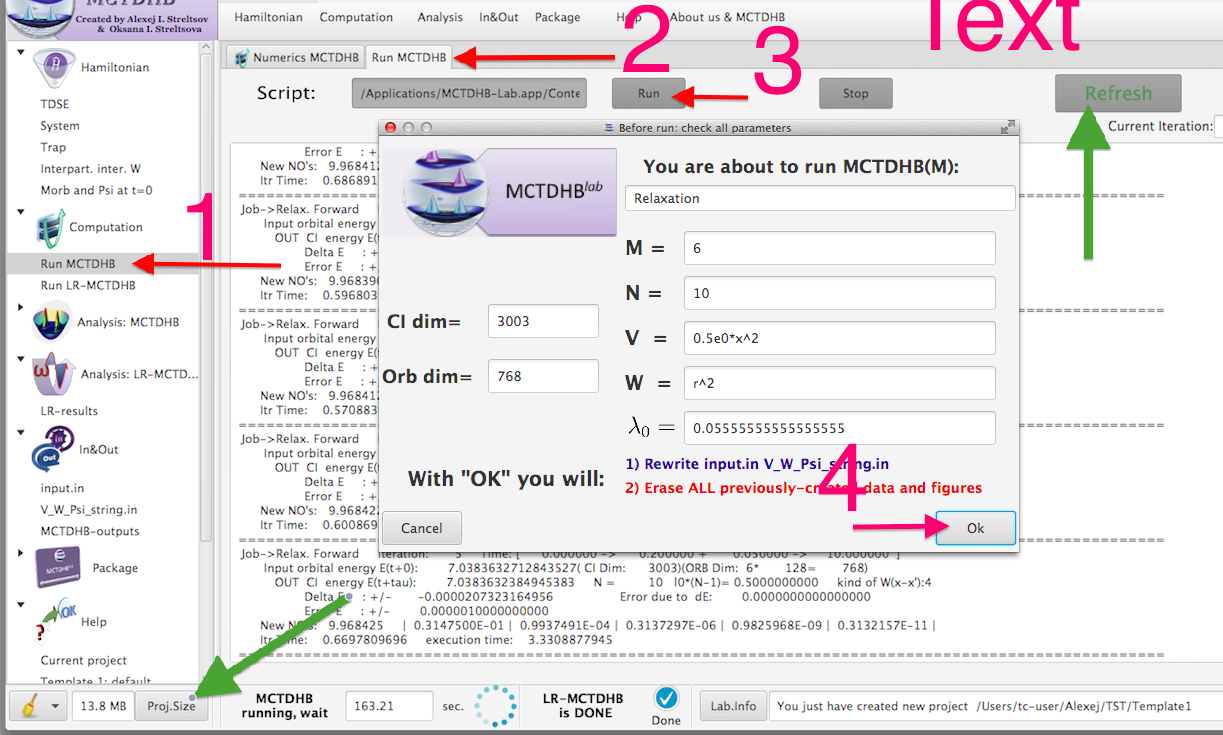 MCTDHB
Created by Alexej I. Streltsov
& Oksana I. Streltsova
Hamiltonian Computation Analysis In&Out Package Help About us & MCTDHB
Text
2
3
Numerics MCTDHB Run MCTDHB
Script: /Applications/MCTDHB-Lab.app/Conte Run Stop Refresh
Current Iteration:
Hamiltonian
TDSE
System
Trap
Interpart. inter. W
Morb and Psi at t=0
1
Computation
Run MCTDHB
Run LR-MCTDHB
Analysis: MCTDHB
Analysis: LR-MCTD...
LR-results
In&Out
input.in
V_W_Psi_string.in
MCTDHB-outputs
Package
Help
Current project
Template 1: default
Error E : +
New NO's: 9.96841
Itr Time: 0.686891
Job->Relax. Forward
Input orbital energy
OUT CI energy E(t
Delta E : +
Error E : +
New NO's: 9.968390
Itr Time: 0.596803
Job->Relax. Forward
Input orbital energy
OUT CI energy E(t
Delta E : +
Error E : +
New NO's: 9.96841
Itr Time: 0.570883
Job->Relax. Forward
Input orbital energy
OUT CI energy E(t
Delta E : +
Error E : +
New NO's: 9.96842
Itr Time: 0.600869
Before run: check all parameters
MCTDHB lab
You are about to run MCTDHB(M):
Relaxation
M = 6
N = 10
CI dim= 3003
V = 0.5e0*x^2
Orb dim= 768
W = r^2
λ0 = 0.05555555555555555
4
With "OK" you will:
1) Rewrite input.in V_W_Psi_string.in
2) Erase ALL previously-created data and figures
Cancel Ok
Job->Relax. Forward Iteration: 5 Time: [ 0.000000 -> 0.200000 + 0.050000 -> 10.000000 ]
Input orbital energy E(t+0): 7.0383632712843527( CI Dim: 3003)(ORB Dim: 6* 128= 768)
OUT CI energy E(t+tau): 7.0383632384945383 N = 10 l0*(N-1)= 0.5000000000 kind of W(x-x'):4
Delta E : +/- -0.0000207323164956 Error due to dE: 0.0000000000000000
Error E : +/- 0.0000010000000000
New NO's: 9.968425 | 0.3147500E-01 | 0.9937491E-04 | 0.3137297E-06 | 0.9825968E-09 | 0.3132157E-11 |
Itr Time: 0.6697809696 execution time: 3.3308877945
13.8 MB Proj.Size MCTDHB running, wait 163.21 sec. LR-MCTDHB is DONE Done Lab.Info You just have created new project /Users/tc-user/Alexej/TST/Template1